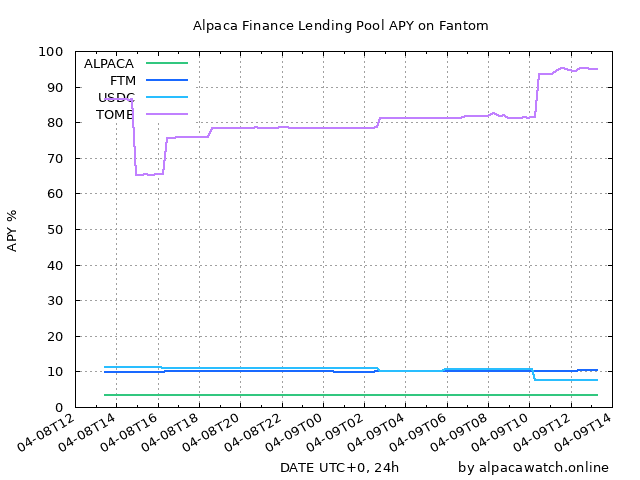 Alpaca Finance Lending Pool APY on Fantom
100
90
80
70
60
50
40
30
20
10
0
APY %
ALPACA
FTM
USDC
TOMB
04-08T12
04-08T14
04-08T16
04-08T18
04-08T20
04-08T22
04-09T00
04-09T02
04-09T04
04-09T06
04-09T08
04-09T10
04-09T12
04-09T14
DATE UTC+0, 24h
by alpacawatch.online